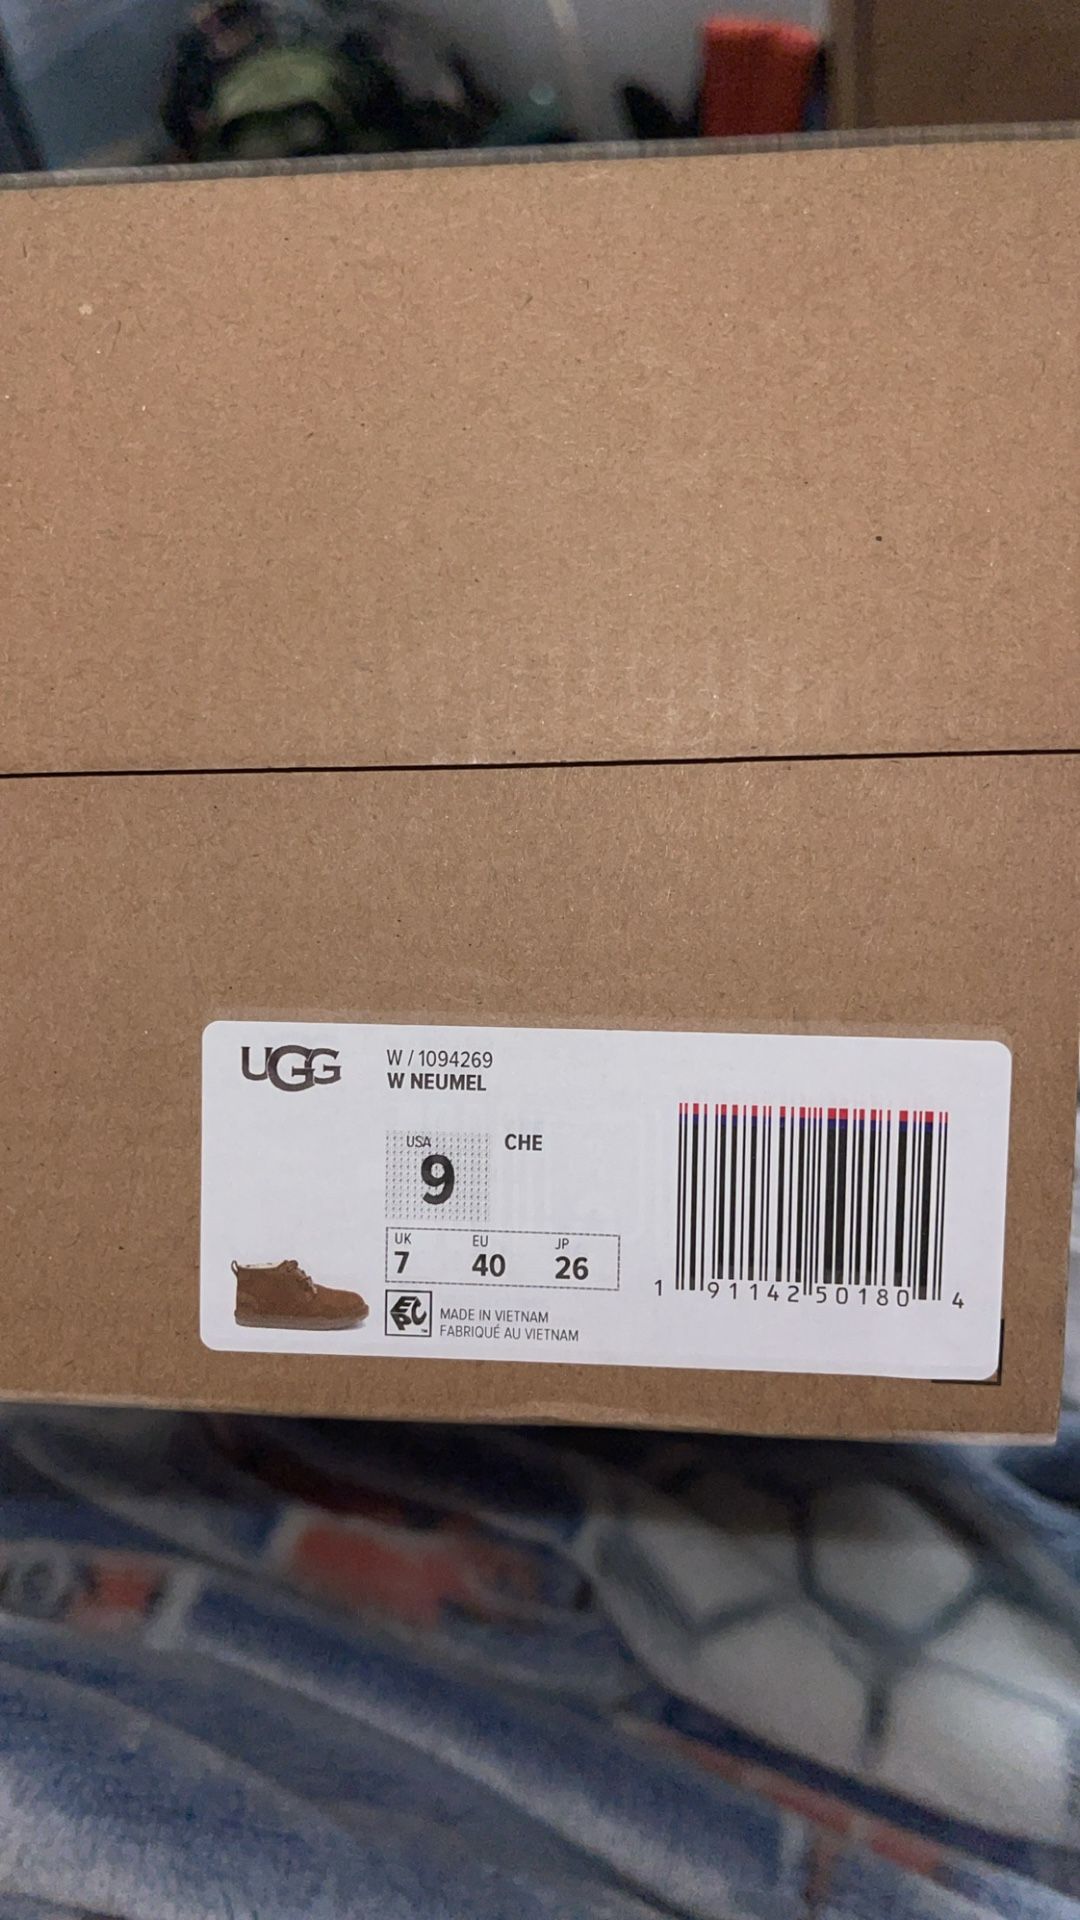 UGG
W / 1094269
W NEUMEL
USA
9
CHE
UK EU JP
7 40 26
EPC
MADE IN VIETNAM
FABRIQUÉ AU VIETNAM
1 91142 50180 4